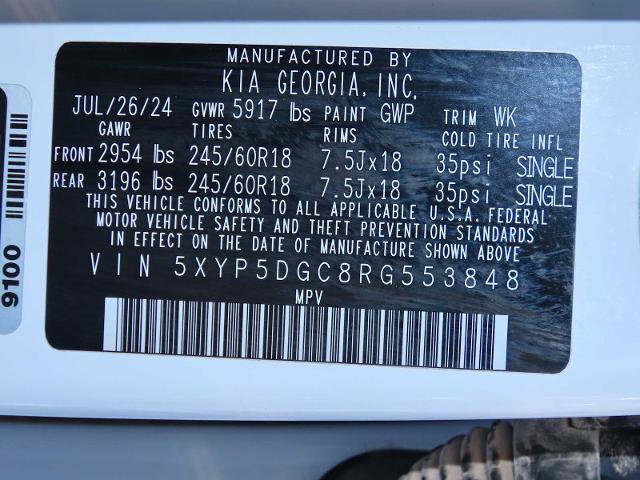 MANUFACTURED BY
KIA GEORGIA, INC.
JUL/26/24 GVWR 5917 lbs PAINT GWP TRIM WK
GAWR TIRES RIMS COLD TIRE INFL
FRONT 2954 lbs 245/60R18 7.5Jx18 35psi SINGLE
REAR 3196 lbs 245/60R18 7.5Jx18 35psi SINGLE
THIS VEHICLE CONFORMS TO ALL APPLICABLE U.S.A. FEDERAL
MOTOR VEHICLE SAFETY AND THEFT PREVENTION STANDARDS
IN EFFECT ON THE DATE OF MANUFACTURE SHOWN ABOVE
VIN 5XYP5DGC8RG553848
MPV
9100